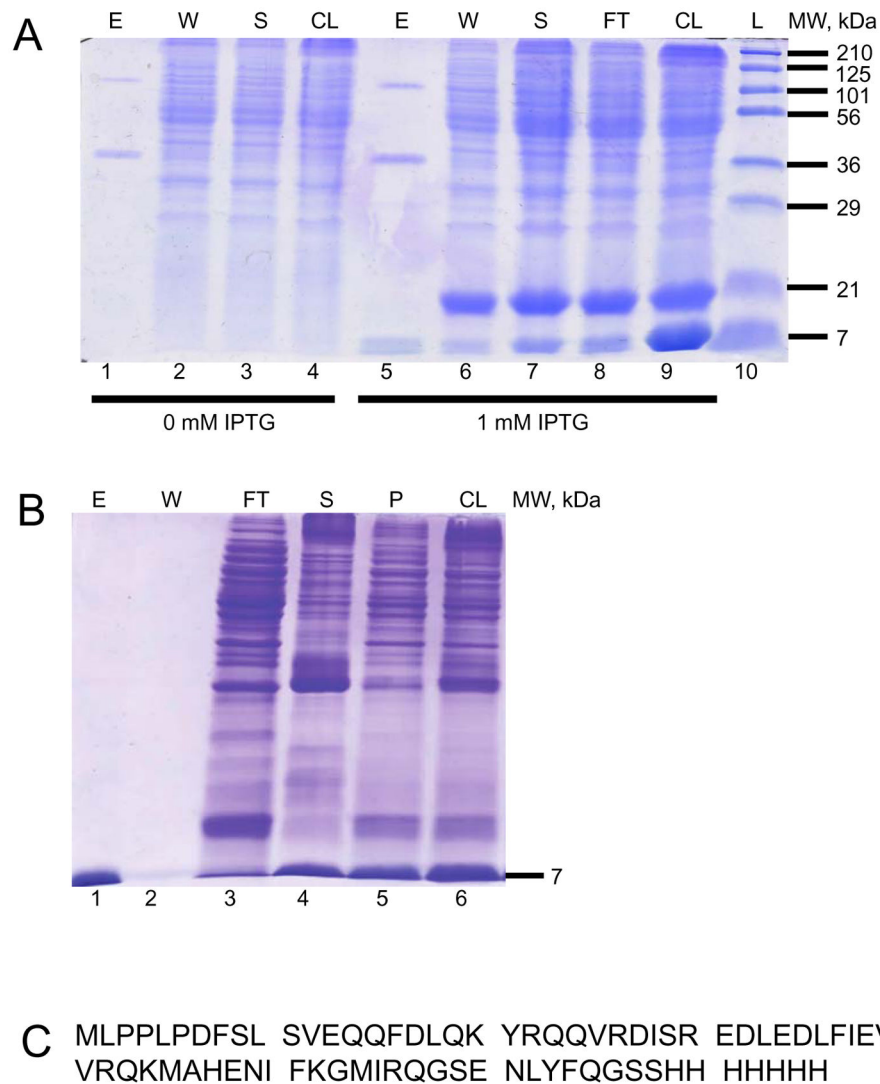 A
E W S CL E W S FT CL L MW, kDa
210
125
101
56
36
29
21
7
1 2 3 4 5 6 7 8 9 10
0 mM IPTG 1 mM IPTG
B
E W FT S P CL MW, kDa
7
1 2 3 4 5 6
C MLPPLPDFSL SVEQQFDLQK YRQQVRDISR EDLEDLFIEV
VRQKMAHENI FKGMIRQGSE NLYFQGSSHH HHHHH